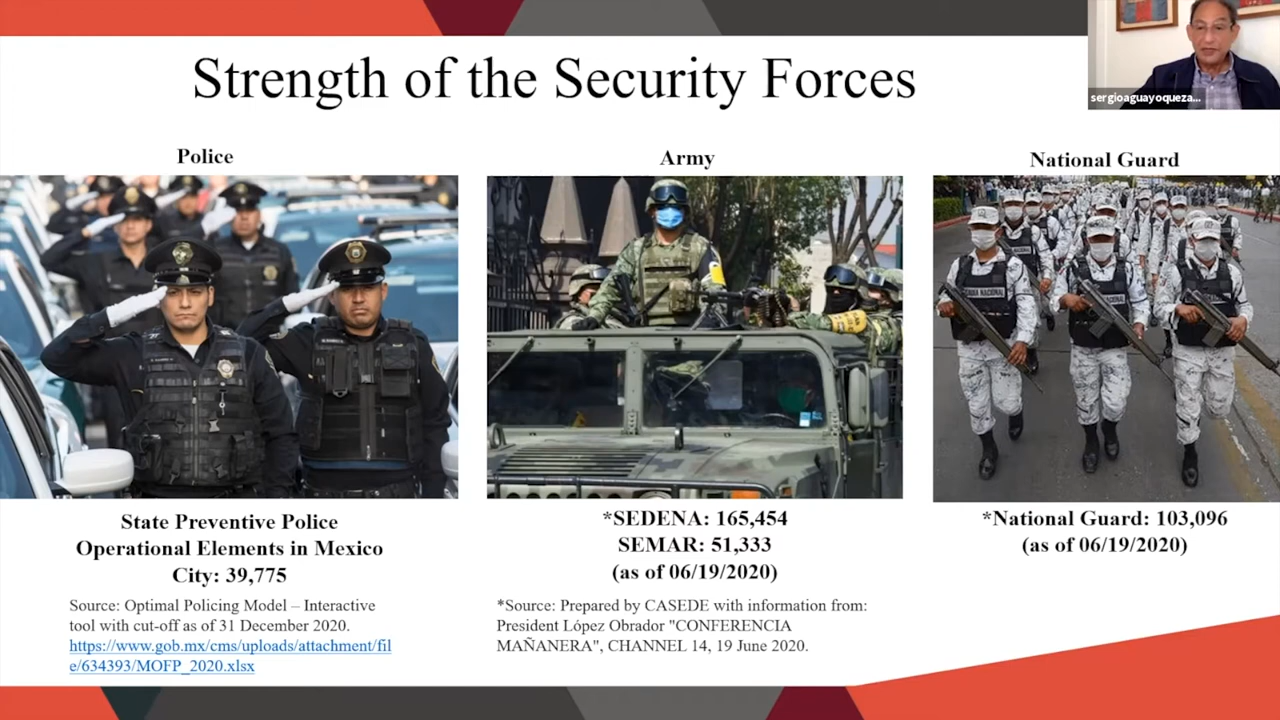 Strength of the Security Forces
sergioaguayoqueza...
Police
Army
National Guard
State Preventive Police
Operational Elements in Mexico
City: 39,775
Source: Optimal Policing Model – Interactive
tool with cut-off as of 31 December 2020.
https://www.gob.mx/cms/uploads/attachment/fil
e/634393/MOFP_2020.xlsx
*SEDENA: 165,454
SEMAR: 51,333
(as of 06/19/2020)
*Source: Prepared by CASEDE with information from:
President López Obrador "CONFERENCIA
MAÑANERA", CHANNEL 14, 19 June 2020.
*National Guard: 103,096
(as of 06/19/2020)